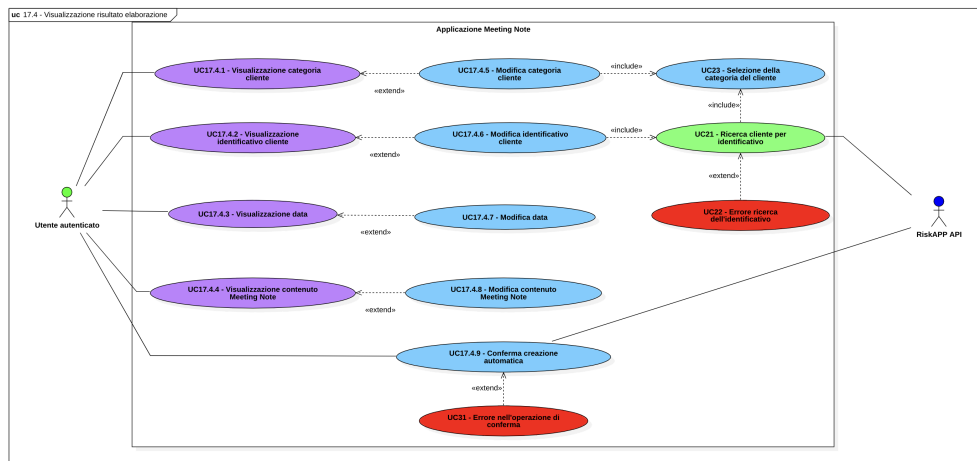 uc 17.4 - Visualizzazione risultato elaborazione
Applicazione Meeting Note
UC17.4.1 - Visualizzazione categoria
cliente
«extend»
UC17.4.5 - Modifica categoria
cliente
«include»
UC23 - Selezione della
categoria del cliente
«include»
UC17.4.2 - Visualizzazione
identificativo cliente
«extend»
UC17.4.6 - Modifica identificativo
cliente
«include»
UC21 - Ricerca cliente per
identificativo
«extend»
Utente autenticato
UC17.4.3 - Visualizzazione data
«extend»
UC17.4.7 - Modifica data
UC22 - Errore ricerca
dell'identificativo
RiskAPP API
UC17.4.4 - Visualizzazione contenuto
Meeting Note
«extend»
UC17.4.8 - Modifica contenuto
Meeting Note
UC17.4.9 - Conferma creazione
automatica
«extend»
UC31 - Errore nell'operazione di
conferma